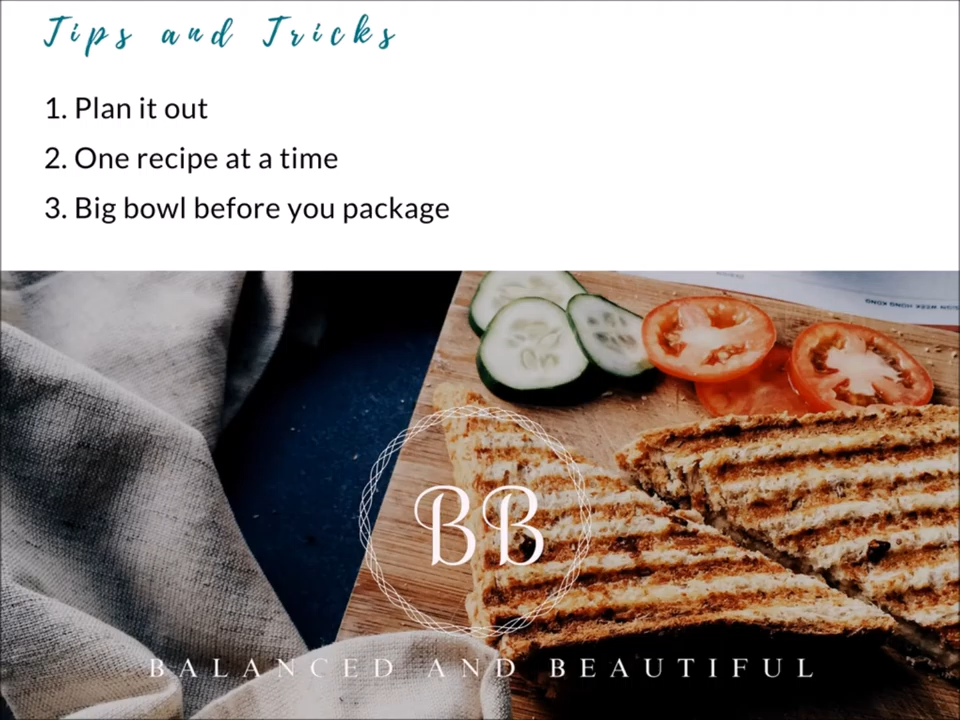 Tips and Tricks
1. Plan it out
2. One recipe at a time
3. Big bowl before you package
BB
BALANCED AND BEAUTIFUL